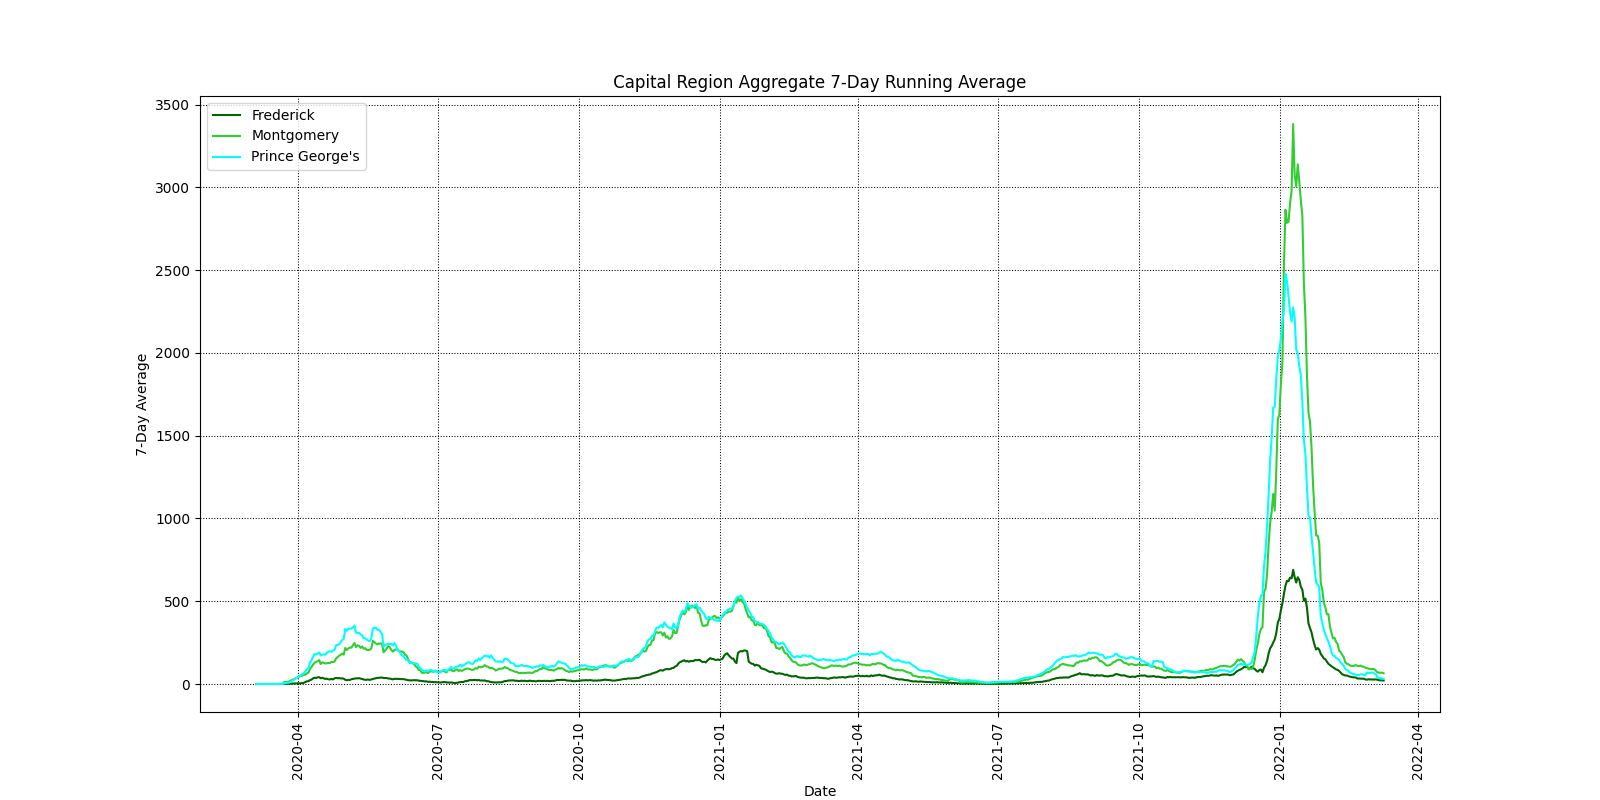 Capital Region Aggregate 7-Day Running Average
Frederick
Montgomery
Prince George's
3500
3000
2500
2000
1500
1000
500
0
7-Day Average
2020-04
2020-07
2020-10
2021-01
2021-04
2021-07
2021-10
2022-01
2022-04
Date